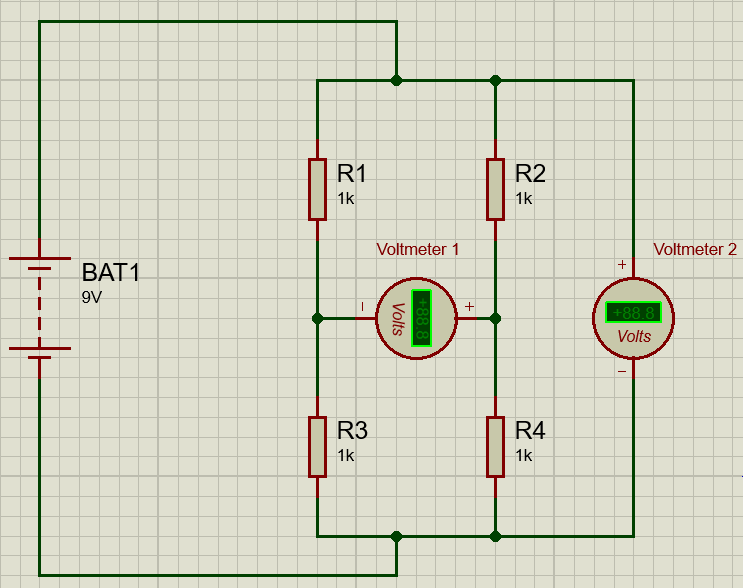 R1
1k
R2
1k
Voltmeter 1
Voltmeter 2
+
BAT1
9V
+88.8
Volts
+
+88.8
Volts
R3
1k
R4
1k